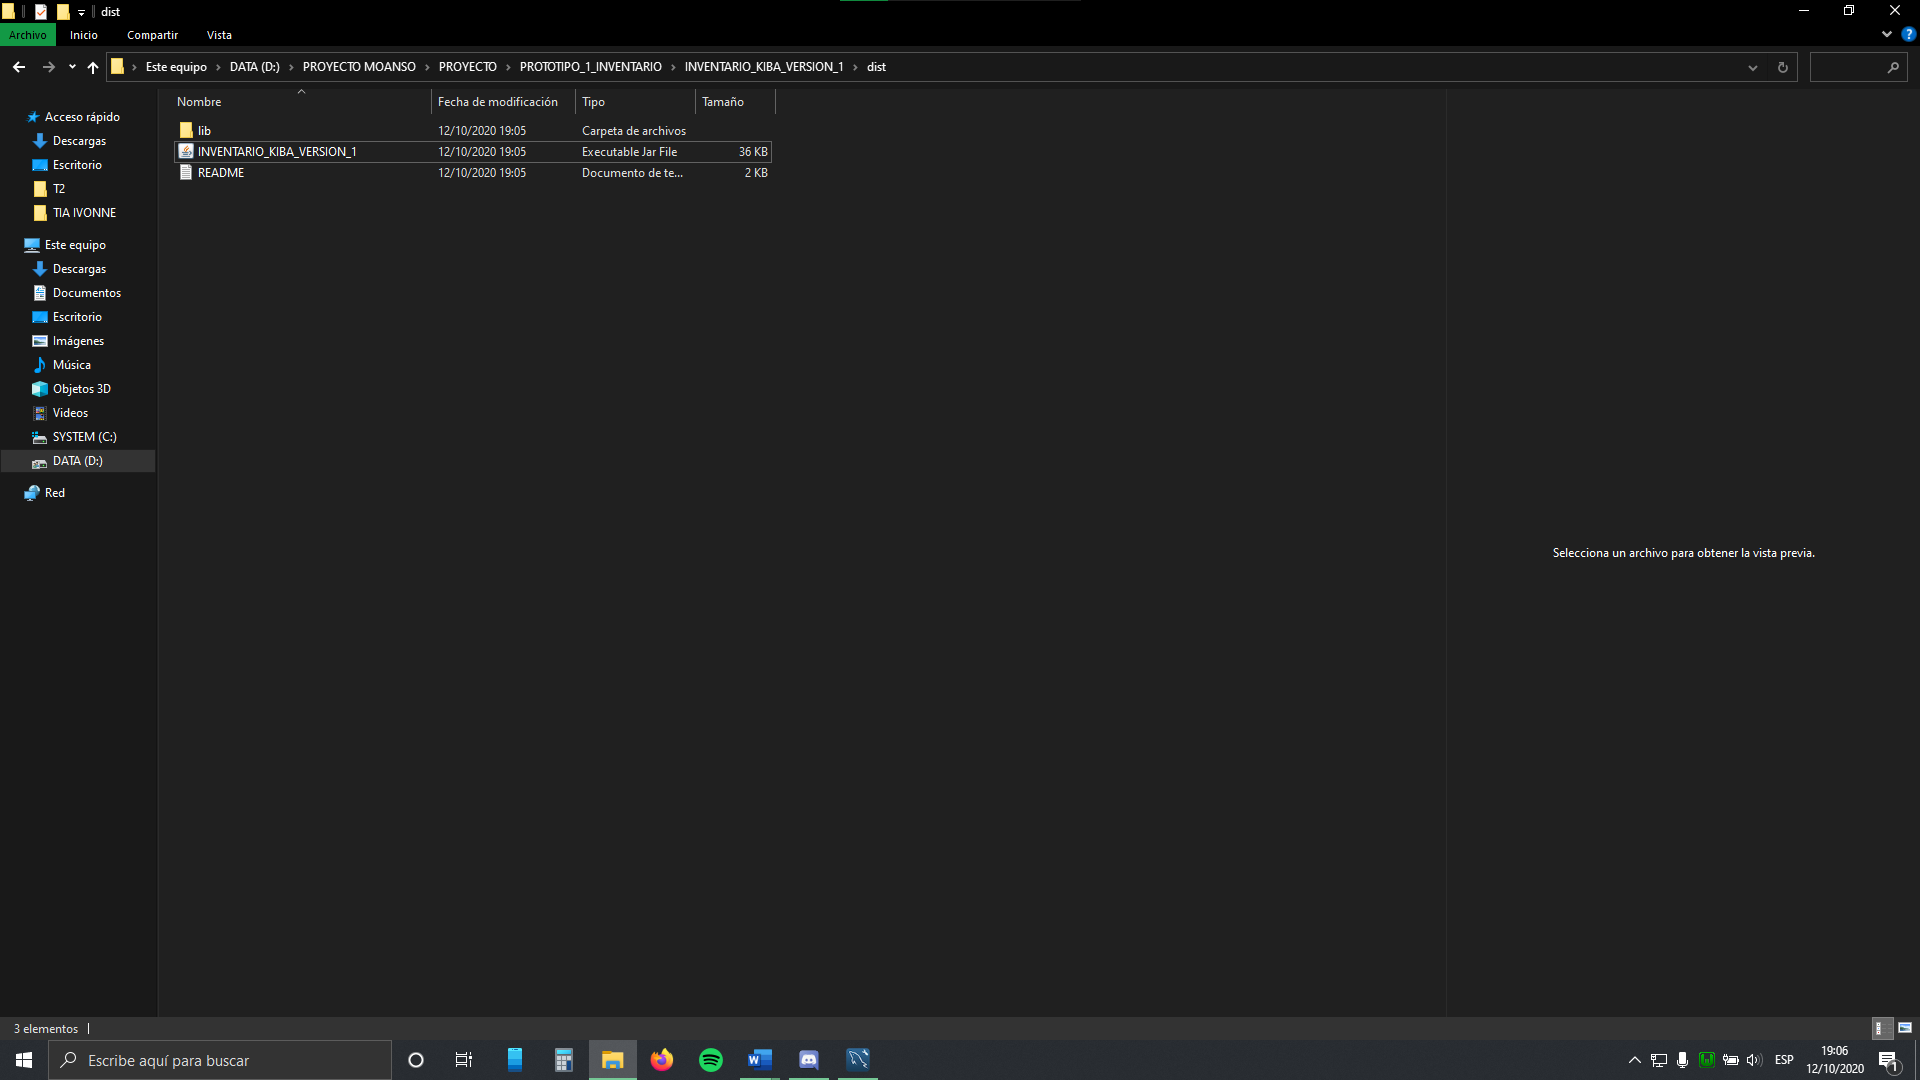 dist
Archivo Inicio Compartir Vista
Este equipo DATA (D:) PROYECTO MOANSO PROYECTO PROTOTIPO_1_INVENTARIO INVENTARIO_KIBA_VERSION_1 dist
Nombre Fecha de modificación Tipo Tamaño
lib 12/10/2020 19:05 Carpeta de archivos
INVENTARIO_KIBA_VERSION_1 12/10/2020 19:05 Executable Jar File 36 KB
README 12/10/2020 19:05 Documento de te... 2 KB
Acceso rápido
Descargas
Escritorio
T2
TIA IVONNE
Este equipo
Descargas
Documentos
Escritorio
Imágenes
Música
Objetos 3D
Videos
SYSTEM (C:)
DATA (D:)
Red
Selecciona un archivo para obtener la vista previa.
3 elementos
Escribe aquí para buscar
ESP
19:06
12/10/2020
1